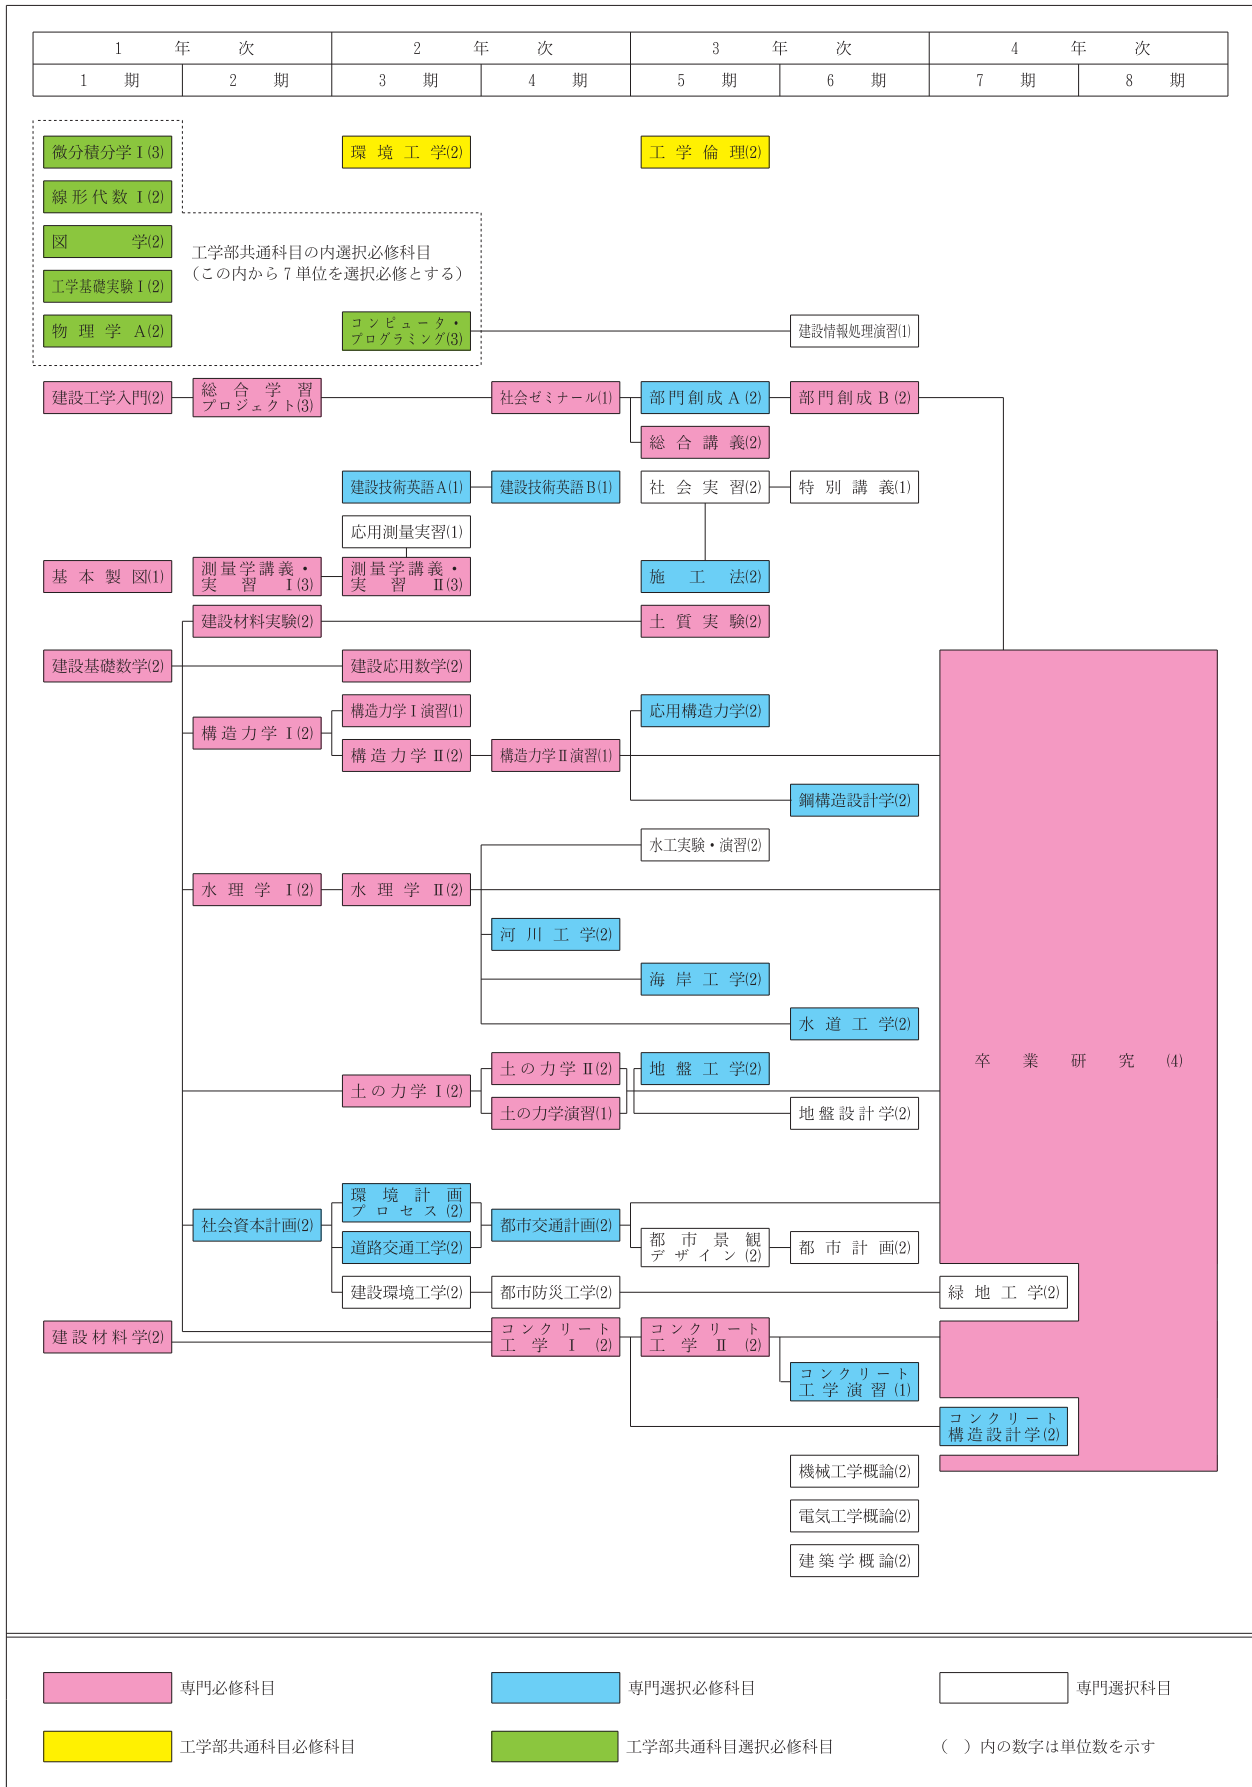 1 年 次 2 年 次 3 年 次 4 年 次
1 期 2 期 3 期 4 期 5 期 6 期 7 期 8 期
微分積分学Ⅰ(3) 環境工学(2) 工学倫理(2)
線形代数Ⅰ(2)
図学(2)
工学部共通科目の内選択必修科目
（この内から７単位を選択必修とする）
工学基礎実験Ⅰ(2)
物理学A(2)
コンピュータ・
プログラミング(3)
建設情報処理演習(1)
建設工学入門(2)
総合学習
プロジェクト(3)
社会ゼミナール(1) 部門創成A(2) 部門創成B(2)
総合講義(2)
建設技術英語A(1) 建設技術英語B(1) 社会実習(2) 特別講義(1)
応用測量実習(1)
基本製図(1)
測量学講義・
実習Ⅰ(3)
測量学講義・
実習Ⅱ(3)
施工法(2)
建設材料実験(2) 土質実験(2)
建設基礎数学(2) 建設応用数学(2)
構造力学Ⅰ演習(1) 応用構造力学(2)
構造力学Ⅰ(2)
構造力学Ⅱ(2) 構造力学Ⅱ演習(1)
鋼構造設計学(2)
水工実験・演習(2)
水理学Ⅰ(2) 水理学Ⅱ(2)
河川工学(2)
海岸工学(2)
水道工学(2)
卒業研究(4)
土の力学Ⅱ(2) 地盤工学(2)
土の力学Ⅰ(2)
土の力学演習(1) 地盤設計学(2)
環境計画
プロセス(2)
社会資本計画(2) 都市交通計画(2)
道路交通工学(2)
都市景観
デザイン(2)
都市計画(2)
建設環境工学(2) 都市防災工学(2) 緑地工学(2)
建設材料学(2)
コンクリート
工学Ⅰ(2)
コンクリート
工学Ⅱ(2)
コンクリート
工学演習(1)
コンクリート
構造設計学(2)
機械工学概論(2)
電気工学概論(2)
建築学概論(2)
専門必修科目 専門選択必修科目 専門選択科目
工学部共通科目必修科目 工学部共通科目選択必修科目 （　）内の数字は単位数を示す